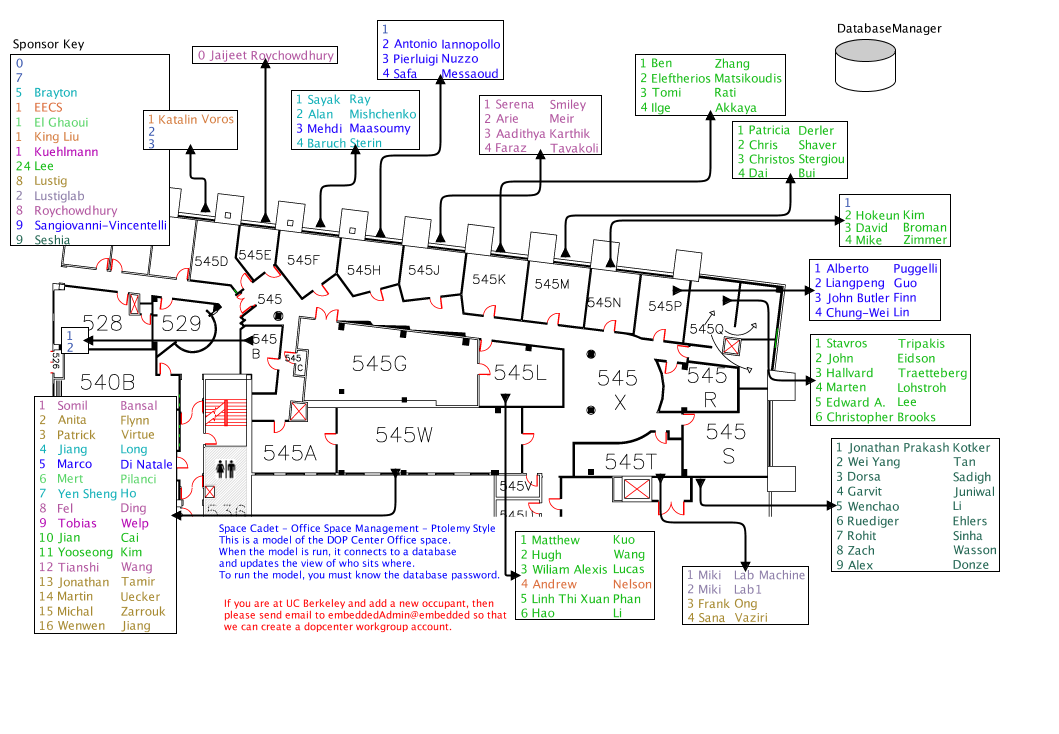 DatabaseManager
Sponsor Key
0
7
5 Brayton
1 EECS
1 El Ghaoui
1 King Liu
1 Kuehlmann
24 Lee
8 Lustig
2 Lustiglab
8 Roychowdhury
9 Sangiovanni-Vincentelli
9 Seshia
1 Katalin Voros
2
3
0 Jaijeet Roychowdhury
1
2 Antonio Iannopollo
3 Pierluigi Nuzzo
4 Safa Messaoud
1 Sayak Ray
2 Alan Mishchenko
3 Mehdi Maasoumy
4 Baruch Sterin
1 Serena Smiley
2 Arie Meir
3 Aadithya Karthik
4 Faraz Tavakoli
1 Ben Zhang
2 Eleftherios Matsikoudis
3 Tomi Rati
4 Ilge Akkaya
1 Patricia Derler
2 Chris Shaver
3 Christos Stergiou
4 Dai Bui
1
2 Hokeun Kim
3 David Broman
4 Mike Zimmer
1 Alberto Puggelli
2 Liangpeng Guo
3 John Butler Finn
4 Chung-Wei Lin
1 Stavros Tripakis
2 John Eidson
3 Hallvard Traetteberg
4 Marten Lohstroh
5 Edward A. Lee
6 Christopher Brooks
1 Jonathan Prakash Kotker
2 Wei Yang Tan
3 Dorsa Sadigh
4 Garvit Juniwal
5 Wenchao Li
6 Ruediger Ehlers
7 Rohit Sinha
8 Zach Wasson
9 Alex Donze
545D
545E
545F
545H
545J
545K
545M
545N
545P
545Q
545
528
529
1
2
545
B
545
C
526
540B
545G
545L
545
X
545
R
545
S
545A
545W
545T
545V
545U
536
1 Somil Bansal
2 Anita Flynn
3 Patrick Virtue
4 Jiang Long
5 Marco Di Natale
6 Mert Pilanci
7 Yen Sheng Ho
8 Fel Ding
9 Tobias Welp
10 Jian Cai
11 Yooseong Kim
12 Tianshi Wang
13 Jonathan Tamir
14 Martin Uecker
15 Michal Zarrouk
16 Wenwen Jiang
Space Cadet - Office Space Management - Ptolemy Style
This is a model of the DOP Center Office space.
When the model is run, it connects to a database
and updates the view of who sits where.
To run the model, you must know the database password.
If you are at UC Berkeley and add a new occupant, then
please send email to embeddedAdmin@embedded so that
we can create a dopcenter workgroup account.
1 Matthew Kuo
2 Hugh Wang
3 Wiliam Alexis Lucas
4 Andrew Nelson
5 Linh Thi Xuan Phan
6 Hao Li
1 Miki Lab Machine
2 Miki Lab1
3 Frank Ong
4 Sana Vaziri